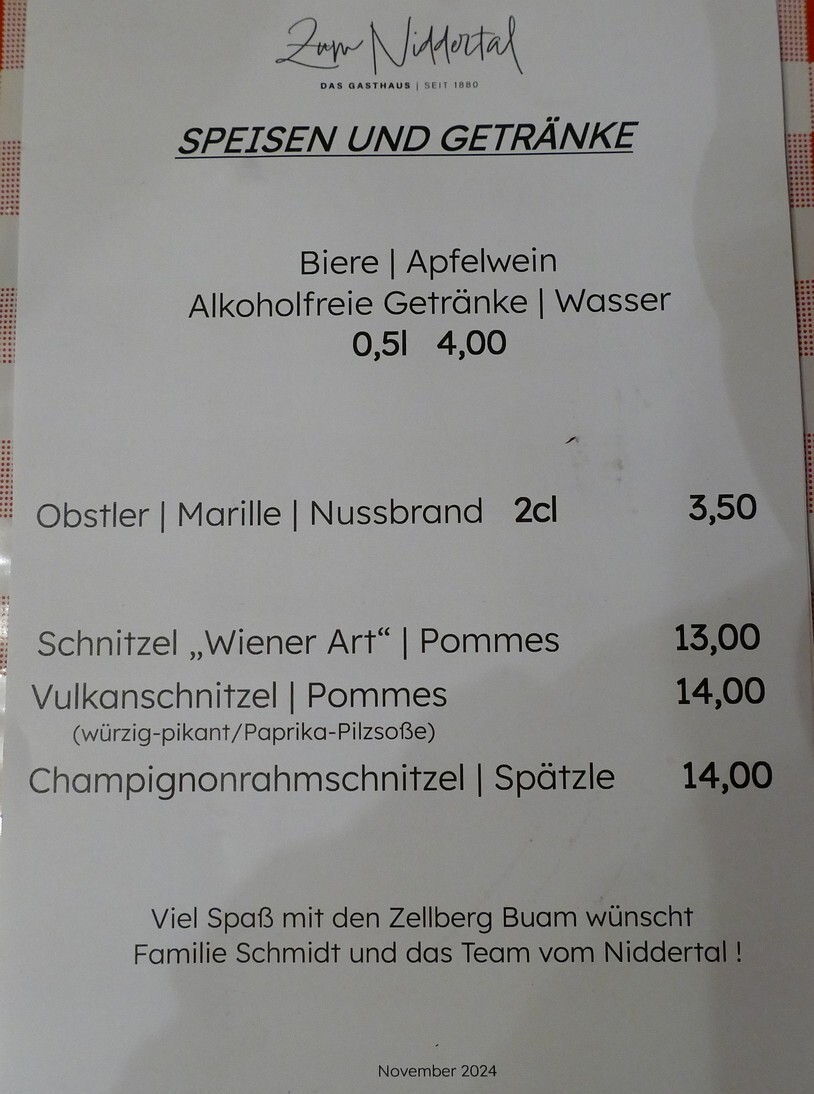 Zum Niddertal
DAS GASTHAUS | SEIT 1880
SPEISEN UND GETRÄNKE
Biere | Apfelwein
Alkoholfreie Getränke | Wasser
0,5l 4,00
Obstler | Marille | Nussbrand 2cl 3,50
Schnitzel „Wiener Art“ | Pommes 13,00
Vulkanschnitzel | Pommes 14,00
(würzig-pikant/Paprika-Pilzsoße)
Champignonrahmschnitzel | Spätzle 14,00
Viel Spaß mit den Zellberg Buam wünscht
Familie Schmidt und das Team vom Niddertal !
November 2024